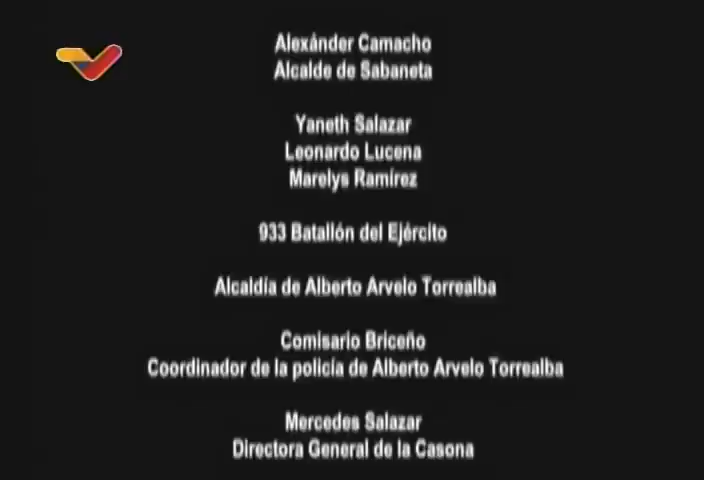 Alexánder Camacho
Alcalde de Sabaneta
Yaneth Salazar
Leonardo Lucena
Marelys Ramírez
933 Batallón del Ejército
Alcaldía de Alberto Arvelo Torrealba
Comisario Briceño
Coordinador de la policía de Alberto Arvelo Torrealba
Mercedes Salazar
Directora General de la Casona